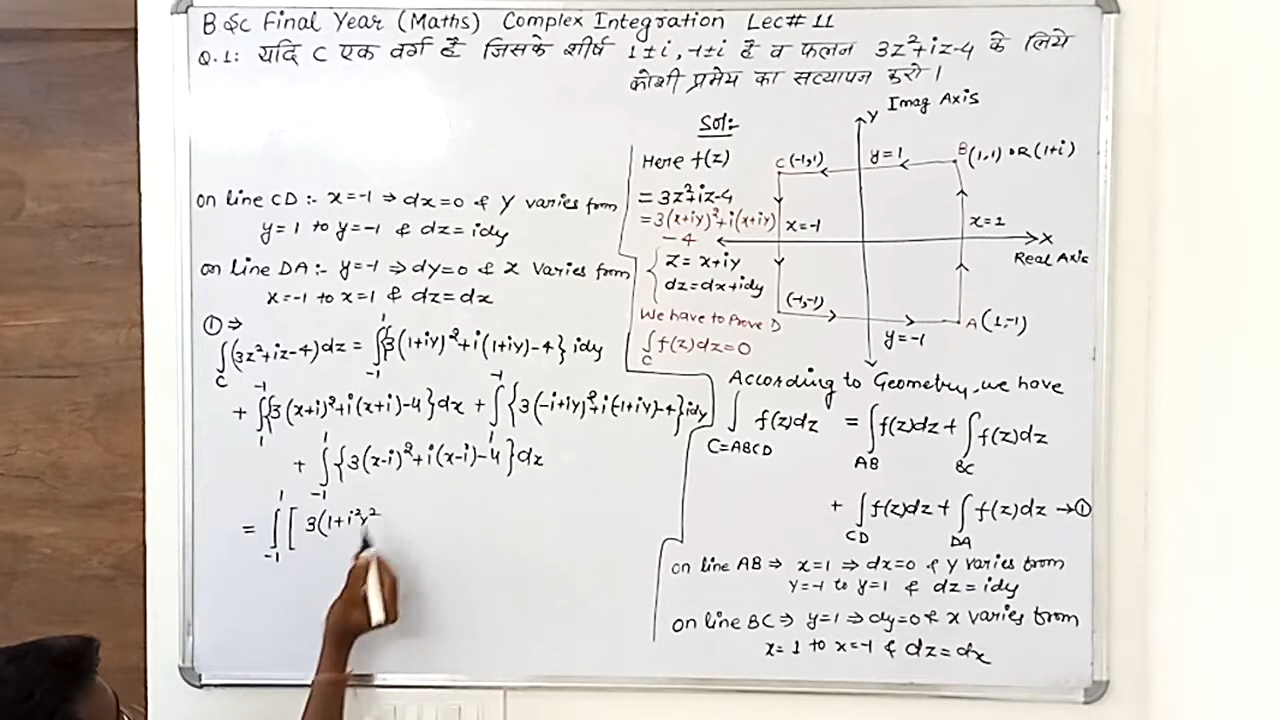 B Sc Final Year (Maths) Complex Integration Lec# 11
Q.1: यदि C एक वर्ग है जिसके शीर्ष 1±i, -1±i है व फलन 3z²+iz-4 के लिये
कोशी प्रमेय का सत्यापन करो।
on line CD :- x=-1 ⇒ dx=0 & y varies from
y=1 to y=-1 & dz=idy
on line DA :- y=-1 ⇒ dy=0 & x varies from
x=-1 to x=1 & dz=dx
① ⇒
∫_C (3z²+iz-4)dz = ∫_{-1}^{1} {3(1+iy)²+i(1+iy)-4} idy
+ ∫_{1}^{-1} {3(x+i)²+i(x+i)-4}dx + ∫_{1}^{-1} {3(-i+iy)²+i(-1+iy)-4}idy
+ ∫_{-1}^{1} {3(x-i)²+i(x-i)-4}dx
= ∫_{-1}^{1} [ 3(1+i²y²
Sol:-
Here f(z)
= 3z²+iz-4
= 3(x+iy)²+i(x+iy)
-4
z = x+iy
dz=dx+idy
We have to Prove
∫_C f(z)dz=0
Imag Axis
Y
C (-1,1)
y=1
B (1,1) OR (1+i)
x=-1
x=1
X
Real Axis
(-1,-1)
D
A (1,-1)
y=-1
According to Geometry, we have
∫_{C=ABCD} f(z)dz = ∫_{AB} f(z)dz + ∫_{BC} f(z)dz
+ ∫_{CD} f(z)dz + ∫_{DA} f(z)dz → ①
on line AB ⇒ x=1 ⇒ dx=0 & y varies from
y=-1 to y=1 & dz=idy
on line BC ⇒ y=1 ⇒ dy=0 & x varies from
x=1 to x=-1 & dz=dx